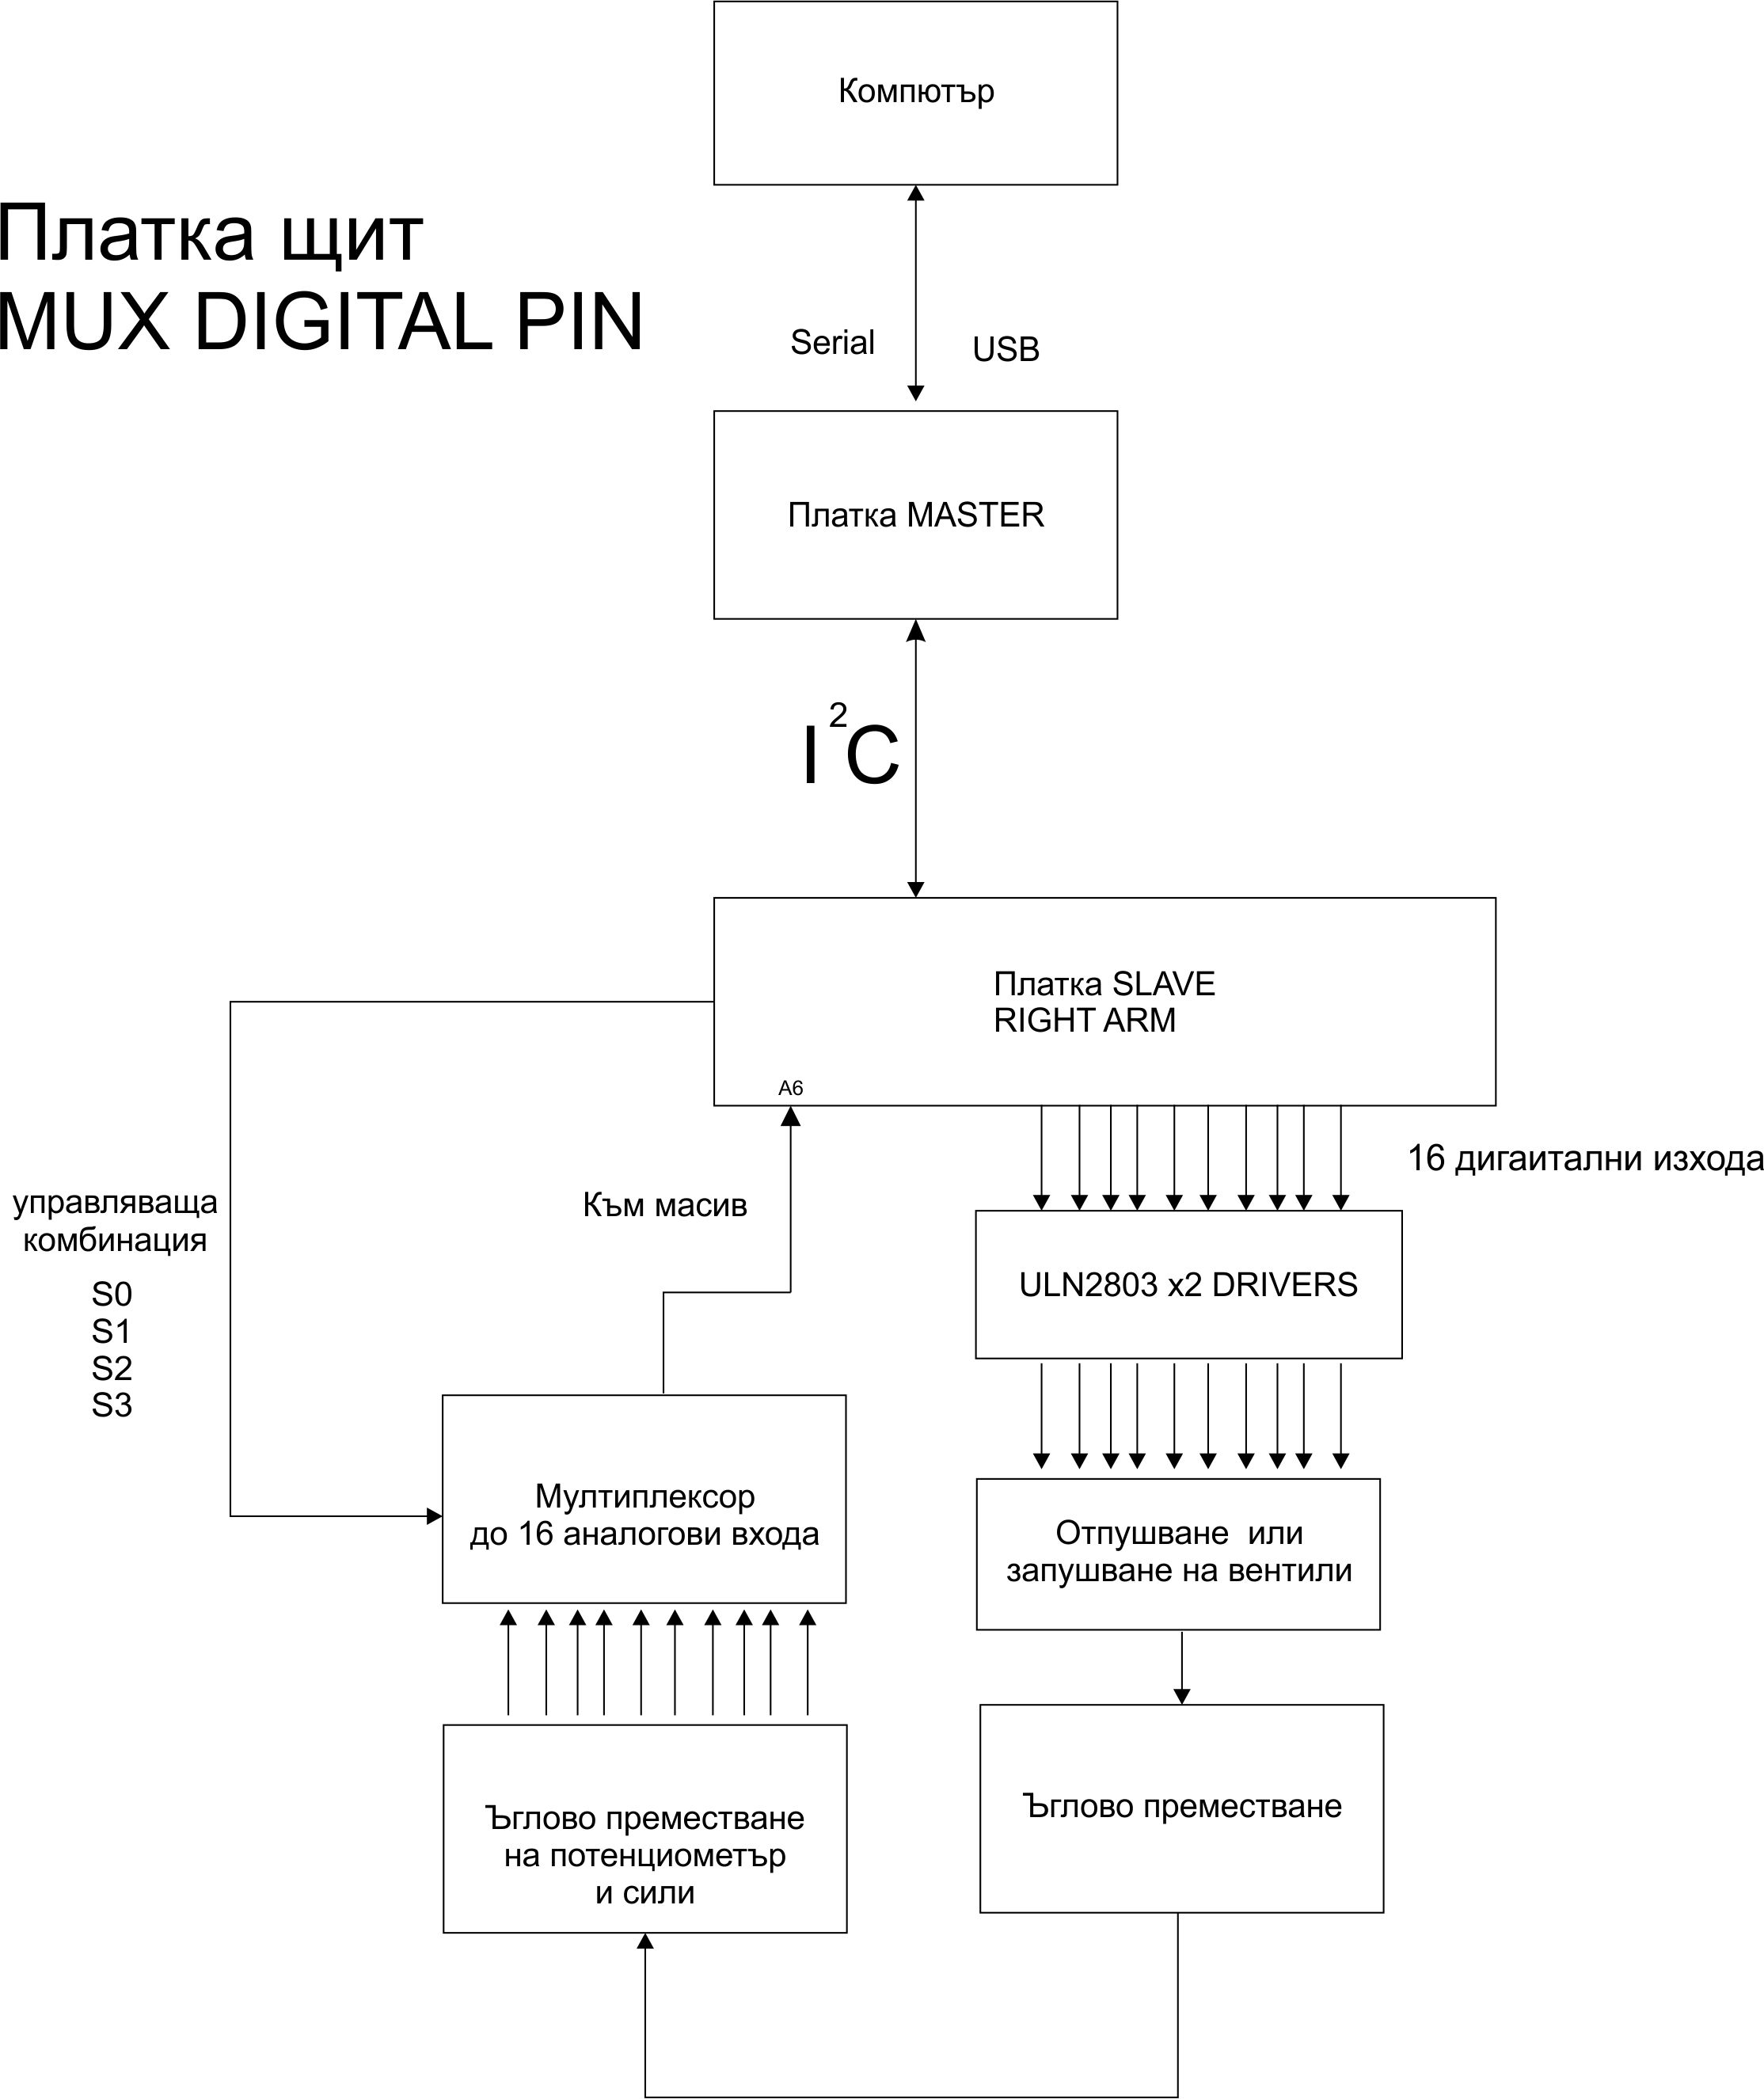 Компютър
Платка щит
MUX DIGITAL PIN
Serial
USB
Платка MASTER
I²C
Платка SLAVE
RIGHT ARM
A6
16 дигаитални изхода
управляваща
комбинация
Към масив
S0
S1
S2
S3
ULN2803 x2 DRIVERS
Мултиплексор
до 16 аналогови входа
Отпушване или
запушване на вентили
Ъглово преместване
на потенциометър
и сили
Ъглово преместване